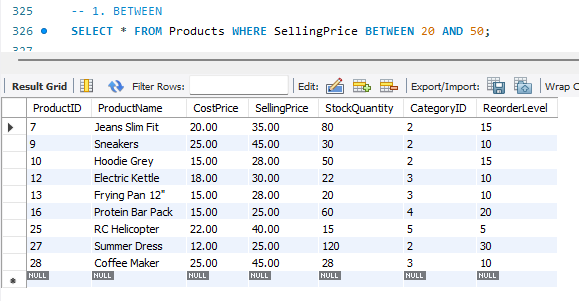 325 -- 1. BETWEEN
326 SELECT * FROM Products WHERE SellingPrice BETWEEN 20 AND 50;
327
Result Grid Filter Rows: Edit: Export/Import: Wrap C
ProductID ProductName CostPrice SellingPrice StockQuantity CategoryID ReorderLevel
7 Jeans Slim Fit 20.00 35.00 80 2 15
9 Sneakers 25.00 45.00 30 2 10
10 Hoodie Grey 15.00 28.00 50 2 15
12 Electric Kettle 18.00 30.00 22 3 10
13 Frying Pan 12" 15.00 28.00 20 3 10
16 Protein Bar Pack 15.00 25.00 60 4 20
25 RC Helicopter 22.00 40.00 15 5 5
27 Summer Dress 12.00 25.00 120 2 30
28 Coffee Maker 25.00 45.00 28 3 10
NULL NULL NULL NULL NULL NULL NULL